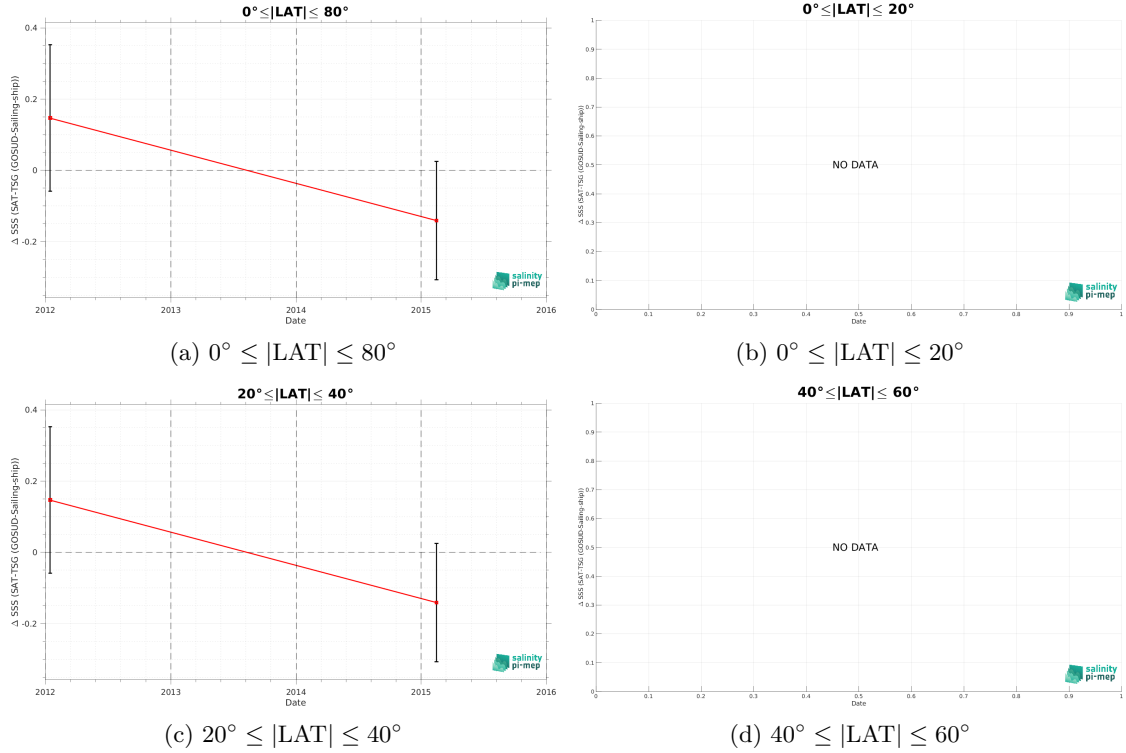 0°≤|LAT|≤ 80°
0.4
0.2
0
-0.2
Δ SSS (SAT-TSG (GOSUD-Sailing-ship))
2012
2013
2014
2015
2016
Date
salinity
pi-mep
(a) 0° ≤ |LAT| ≤ 80°
0°≤|LAT|≤ 20°
1
0.9
0.8
0.7
0.6
0.5
0.4
0.3
0.2
0.1
0
Δ SSS (SAT-TSG (GOSUD-Sailing-ship))
NO DATA
0
0.1
0.2
0.3
0.4
0.5
0.6
0.7
0.8
0.9
1
Date
salinity
pi-mep
(b) 0° ≤ |LAT| ≤ 20°
20°≤|LAT|≤ 40°
0.4
0.2
0
-0.2
Δ SSS (SAT-TSG (GOSUD-Sailing-ship))
2012
2013
2014
2015
2016
Date
salinity
pi-mep
(c) 20° ≤ |LAT| ≤ 40°
40°≤|LAT|≤ 60°
1
0.9
0.8
0.7
0.6
0.5
0.4
0.3
0.2
0.1
0
Δ SSS (SAT-TSG (GOSUD-Sailing-ship))
NO DATA
0
0.1
0.2
0.3
0.4
0.5
0.6
0.7
0.8
0.9
1
Date
salinity
pi-mep
(d) 40° ≤ |LAT| ≤ 60°